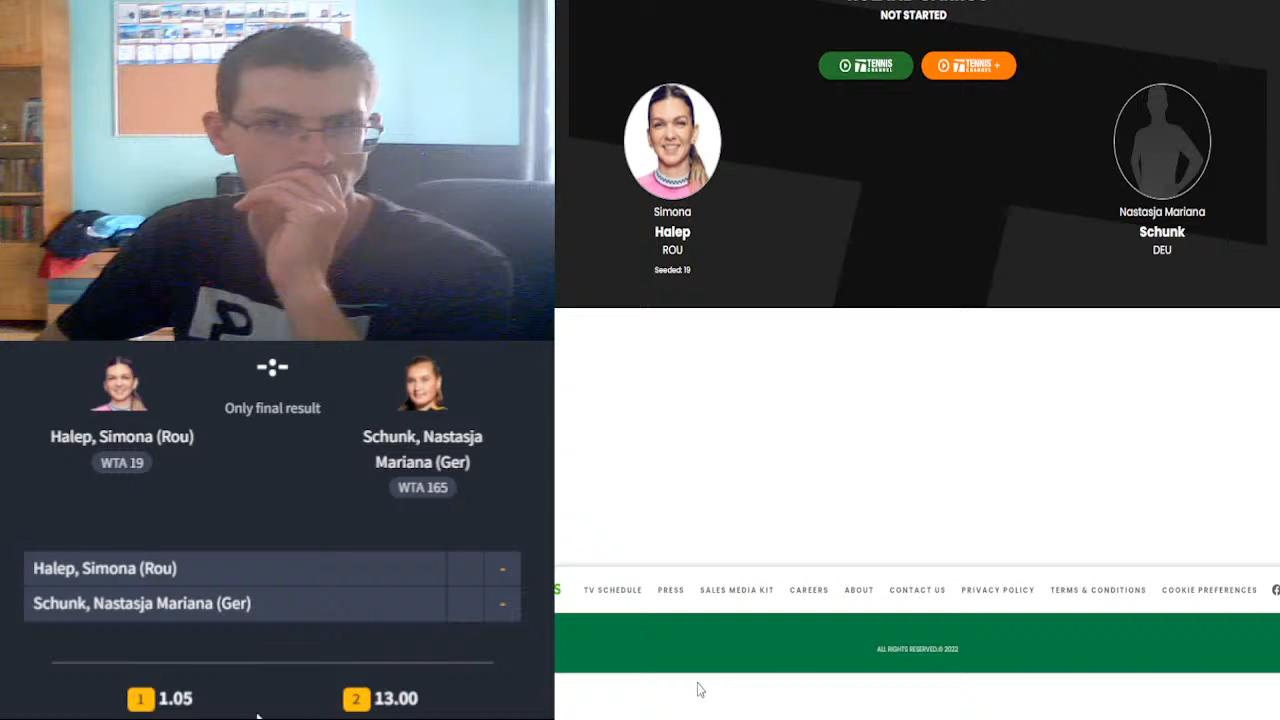 NOT STARTED
TENNIS CHANNEL
TENNIS CHANNEL +
Simona
Halep
ROU
Seeded: 19
Nastasja Mariana
Schunk
DEU
Only final result
Halep, Simona (Rou)
WTA 19
Schunk, Nastasja
Mariana (Ger)
WTA 165
Halep, Simona (Rou) -
Schunk, Nastasja Mariana (Ger) -
1 1.05
2 13.00
S TV SCHEDULE PRESS SALES MEDIA KIT CAREERS ABOUT CONTACT US PRIVACY POLICY TERMS & CONDITIONS COOKIE PREFERENCES
ALL RIGHTS RESERVED.© 2022